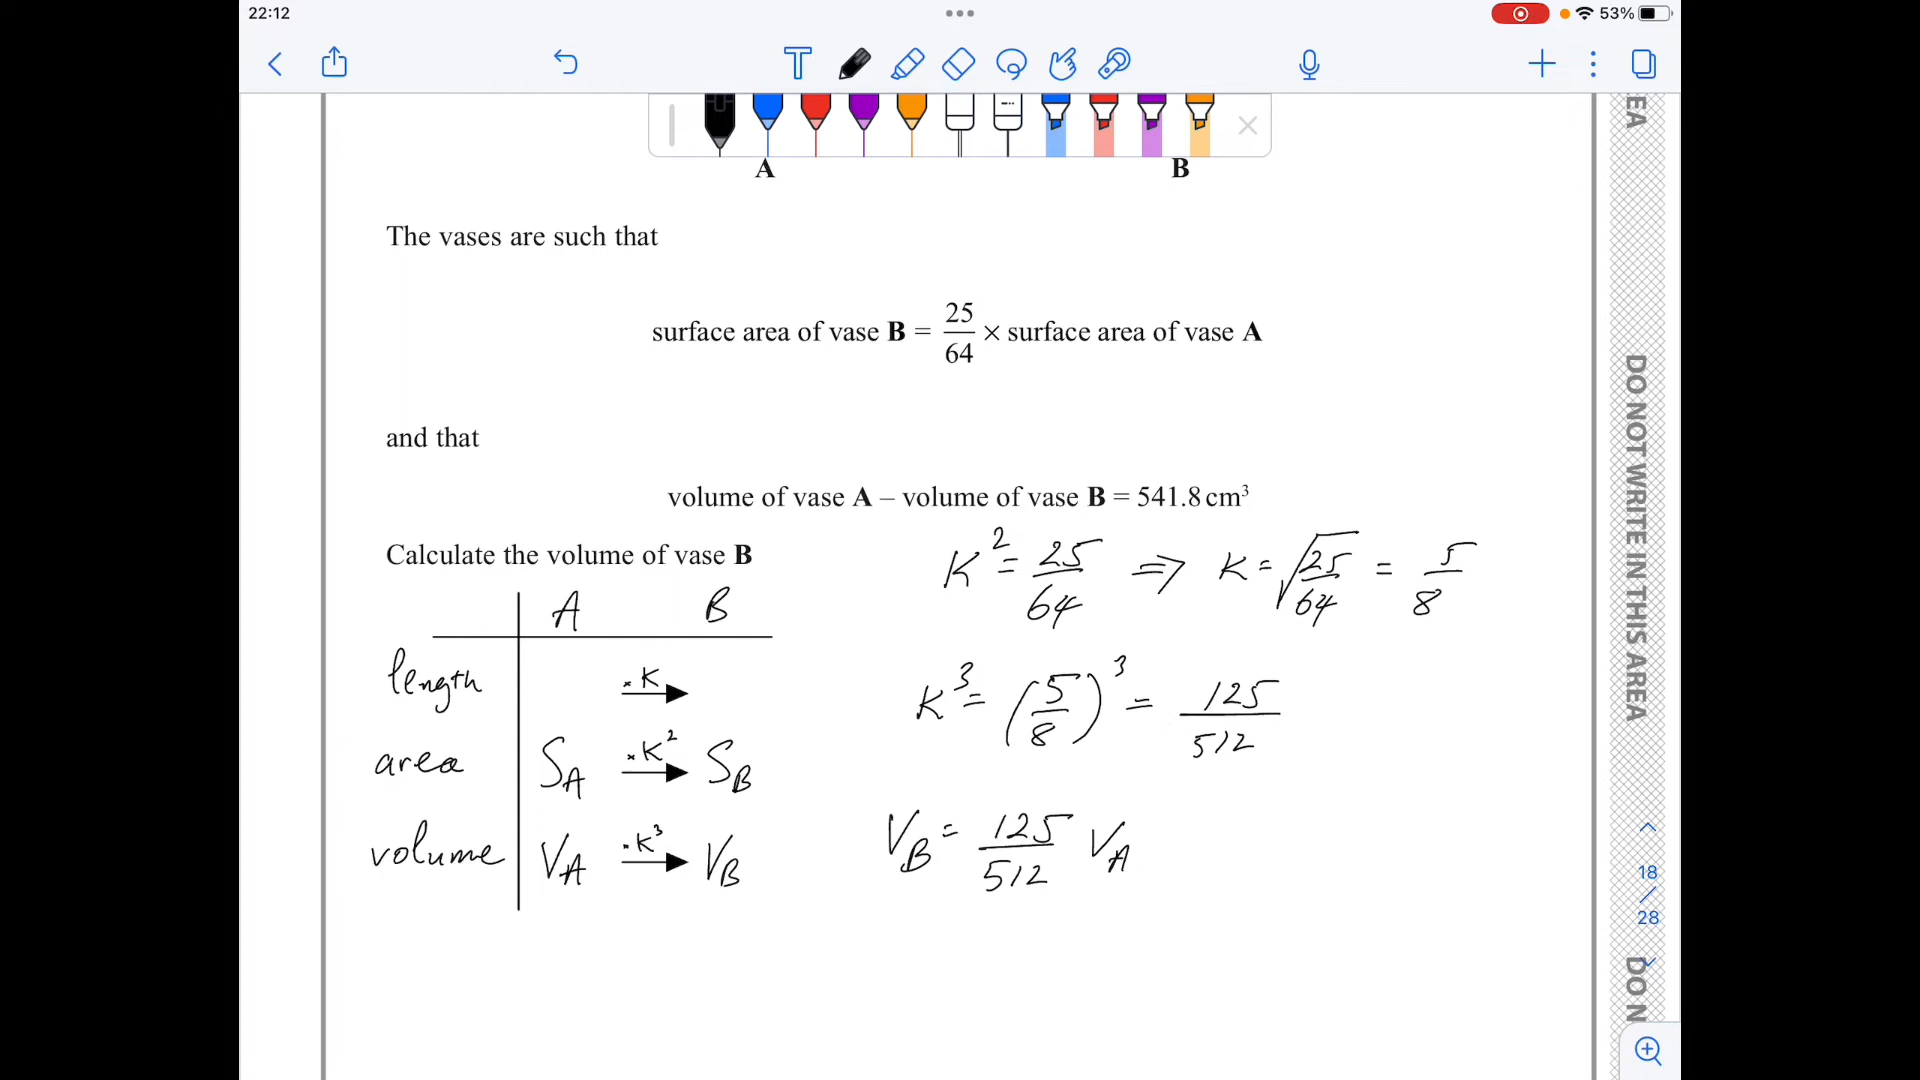 22:12
53%
A B
EA
The vases are such that
surface area of vase B = 25/64 × surface area of vase A
and that
volume of vase A – volume of vase B = 541.8 cm³
Calculate the volume of vase B
K² = 25/64 ⇒ K = √25/64 = 5/8
A B
length ×K
K³ = (5/8)³ = 125/512
area S_A ×K² S_B
volume V_A ×K³ V_B
V_B = 125/512 V_A
DO NOT WRITE IN THIS AREA
18 / 28
DO N